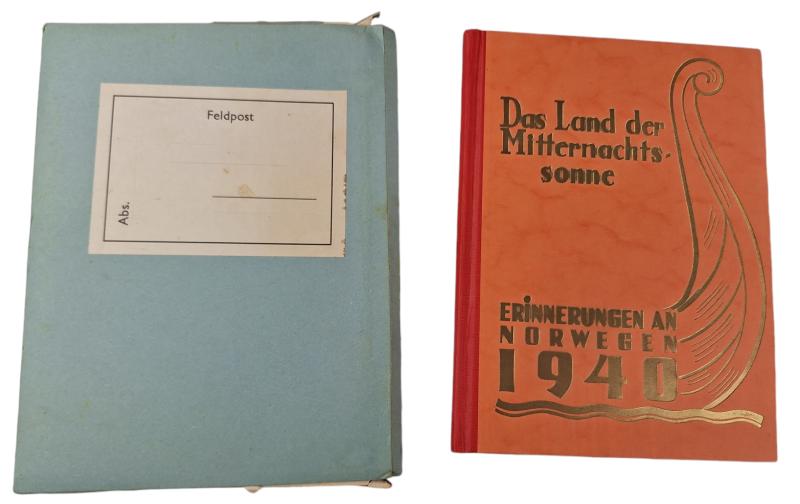 Feldpost
Abs.
Das Land der
Mitternachts-
sonne
ERINNERUNGEN AN
NORWEGEN
1940